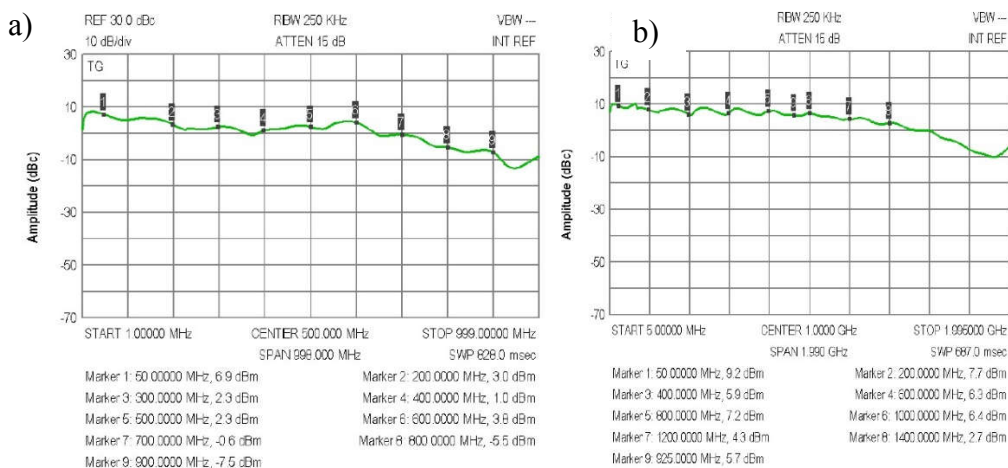 a)
REF 30.0 dBc RBW 250 KHz VBW ---
10 dB/div ATTEN 15 dB INT REF
TG
30
10
-10
-30
-50
-70
Amplitude (dBc)
START 1.00000 MHz CENTER 500.000 MHz STOP 999.00000 MHz
SPAN 998.000 MHz SWP 828.0 msec
Marker 1: 50.00000 MHz, 6.9 dBm Marker 2: 200.0000 MHz, 3.0 dBm
Marker 3: 300.0000 MHz, 2.3 dBm Marker 4: 400.0000 MHz, 1.0 dBm
Marker 5: 500.0000 MHz, 2.3 dBm Marker 6: 600.0000 MHz, 3.8 dBm
Marker 7: 700.0000 MHz, -0.6 dBm Marker 8: 800.0000 MHz, -5.5 dBm
Marker 9: 900.0000 MHz, -7.5 dBm
b)
RBW 250 KHz VBW ---
ATTEN 15 dB INT REF
TG
30
10
-10
-30
-50
-70
Amplitude (dBc)
START 5.00000 MHz CENTER 1.0000 GHz STOP 1.995000 GHz
SPAN 1.990 GHz SWP 687.0 msec
Marker 1: 50.00000 MHz, 9.2 dBm Marker 2: 200.0000 MHz, 7.7 dBm
Marker 3: 400.0000 MHz, 5.9 dBm Marker 4: 600.0000 MHz, 6.3 dBm
Marker 5: 800.0000 MHz, 7.2 dBm Marker 6: 1000.0000 MHz, 6.4 dBm
Marker 7: 1200.0000 MHz, 4.3 dBm Marker 8: 1400.0000 MHz, 2.7 dBm
Marker 9: 925.0000 MHz, 5.7 dBm